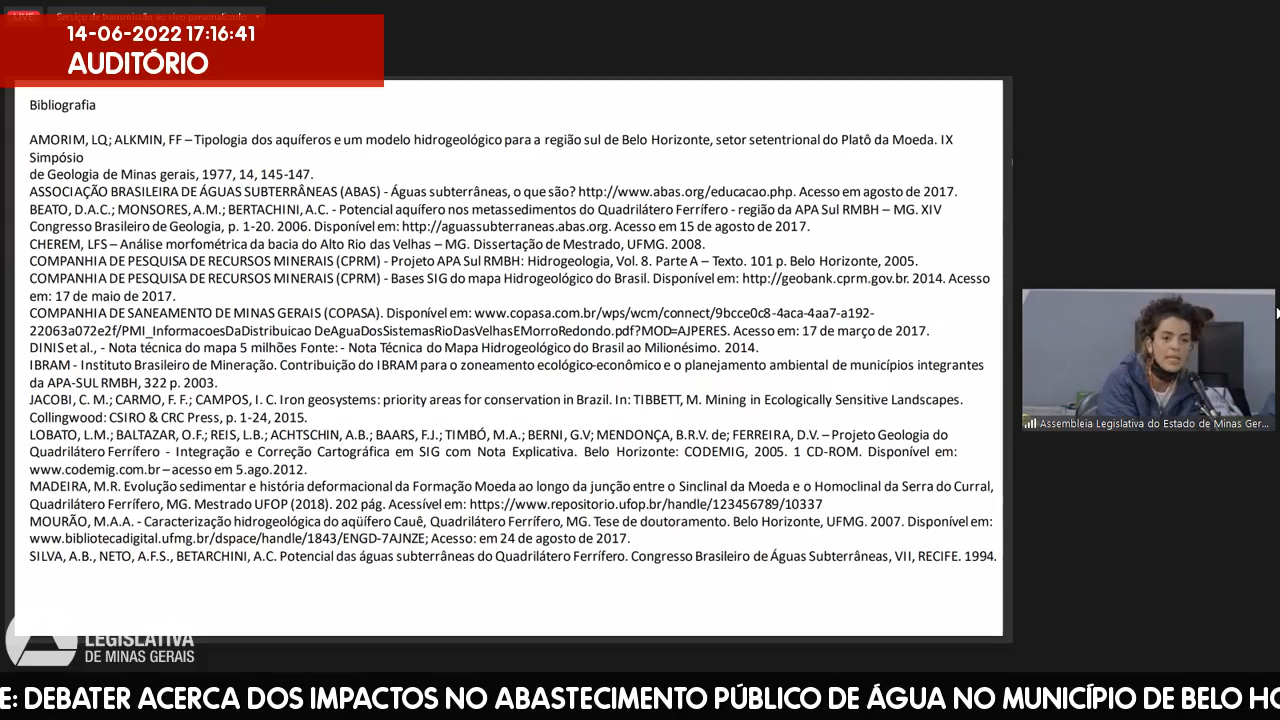 LIVE Serviço de transmissão ao vivo personalizado
14-06-2022 17:16:41
AUDITÓRIO
Bibliografia
AMORIM, LQ; ALKMIN, FF – Tipologia dos aquíferos e um modelo hidrogeológico para a região sul de Belo Horizonte, setor setentrional do Platô da Moeda. IX
Simpósio
de Geologia de Minas gerais, 1977, 14, 145-147.
ASSOCIAÇÃO BRASILEIRA DE ÁGUAS SUBTERRÂNEAS (ABAS) - Águas subterrâneas, o que são? http://www.abas.org/educacao.php. Acesso em agosto de 2017.
BEATO, D.A.C.; MONSORES, A.M.; BERTACHINI, A.C. - Potencial aquífero nos metassedimentos do Quadrilátero Ferrífero - região da APA Sul RMBH – MG. XIV
Congresso Brasileiro de Geologia, p. 1-20. 2006. Disponível em: http://aguassubterraneas.abas.org. Acesso em 15 de agosto de 2017.
CHEREM, LFS – Análise morfométrica da bacia do Alto Rio das Velhas – MG. Dissertação de Mestrado, UFMG. 2008.
COMPANHIA DE PESQUISA DE RECURSOS MINERAIS (CPRM) - Projeto APA Sul RMBH: Hidrogeologia, Vol. 8. Parte A – Texto. 101 p. Belo Horizonte, 2005.
COMPANHIA DE PESQUISA DE RECURSOS MINERAIS (CPRM) - Bases SIG do mapa Hidrogeológico do Brasil. Disponível em: http://geobank.cprm.gov.br. 2014. Acesso
em: 17 de maio de 2017.
COMPANHIA DE SANEAMENTO DE MINAS GERAIS (COPASA). Disponível em: www.copasa.com.br/wps/wcm/connect/9bcce0c8-4aca-4aa7-a192-
22063a072e2f/PMI_InformacoesDaDistribuicao DeAguaDosSistemasRioDasVelhasEMorroRedondo.pdf?MOD=AJPERES. Acesso em: 17 de março de 2017.
DINIS et al., - Nota técnica do mapa 5 milhões Fonte: - Nota Técnica do Mapa Hidrogeológico do Brasil ao Milionésimo. 2014.
IBRAM - Instituto Brasileiro de Mineração. Contribuição do IBRAM para o zoneamento ecológico-econômico e o planejamento ambiental de municípios integrantes
da APA-SUL RMBH, 322 p. 2003.
JACOBI, C. M.; CARMO, F. F.; CAMPOS, I. C. Iron geosystems: priority areas for conservation in Brazil. In: TIBBETT, M. Mining in Ecologically Sensitive Landscapes.
Collingwood: CSIRO & CRC Press, p. 1-24, 2015.
LOBATO, L.M.; BALTAZAR, O.F.; REIS, L.B.; ACHTSCHIN, A.B.; BAARS, F.J.; TIMBÓ, M.A.; BERNI, G.V; MENDONÇA, B.R.V. de; FERREIRA, D.V. – Projeto Geologia do
Quadrilátero Ferrífero - Integração e Correção Cartográfica em SIG com Nota Explicativa. Belo Horizonte: CODEMIG, 2005. 1 CD-ROM. Disponível em:
www.codemig.com.br – acesso em 5.ago.2012.
MADEIRA, M.R. Evolução sedimentar e história deformacional da Formação Moeda ao longo da junção entre o Sinclinal da Moeda e o Homoclinal da Serra do Curral,
Quadrilátero Ferrífero, MG. Mestrado UFOP (2018). 202 pág. Acessível em: https://www.repositorio.ufop.br/handle/123456789/10337
MOURÃO, M.A.A. - Caracterização hidrogeológica do aqüífero Cauê, Quadrilátero Ferrífero, MG. Tese de doutoramento. Belo Horizonte, UFMG. 2007. Disponível em:
www.bibliotecadigital.ufmg.br/dspace/handle/1843/ENGD-7AJNZE; Acesso: em 24 de agosto de 2017.
SILVA, A.B., NETO, A.F.S., BETARCHINI, A.C. Potencial das águas subterrâneas do Quadrilátero Ferrífero. Congresso Brasileiro de Águas Subterrâneas, VII, RECIFE. 1994.
Assembleia Legislativa do Estado de Minas Ger...
LEGISLATIVA
DE MINAS GERAIS
E: DEBATER ACERCA DOS IMPACTOS NO ABASTECIMENTO PÚBLICO DE ÁGUA NO MUNICÍPIO DE BELO HO